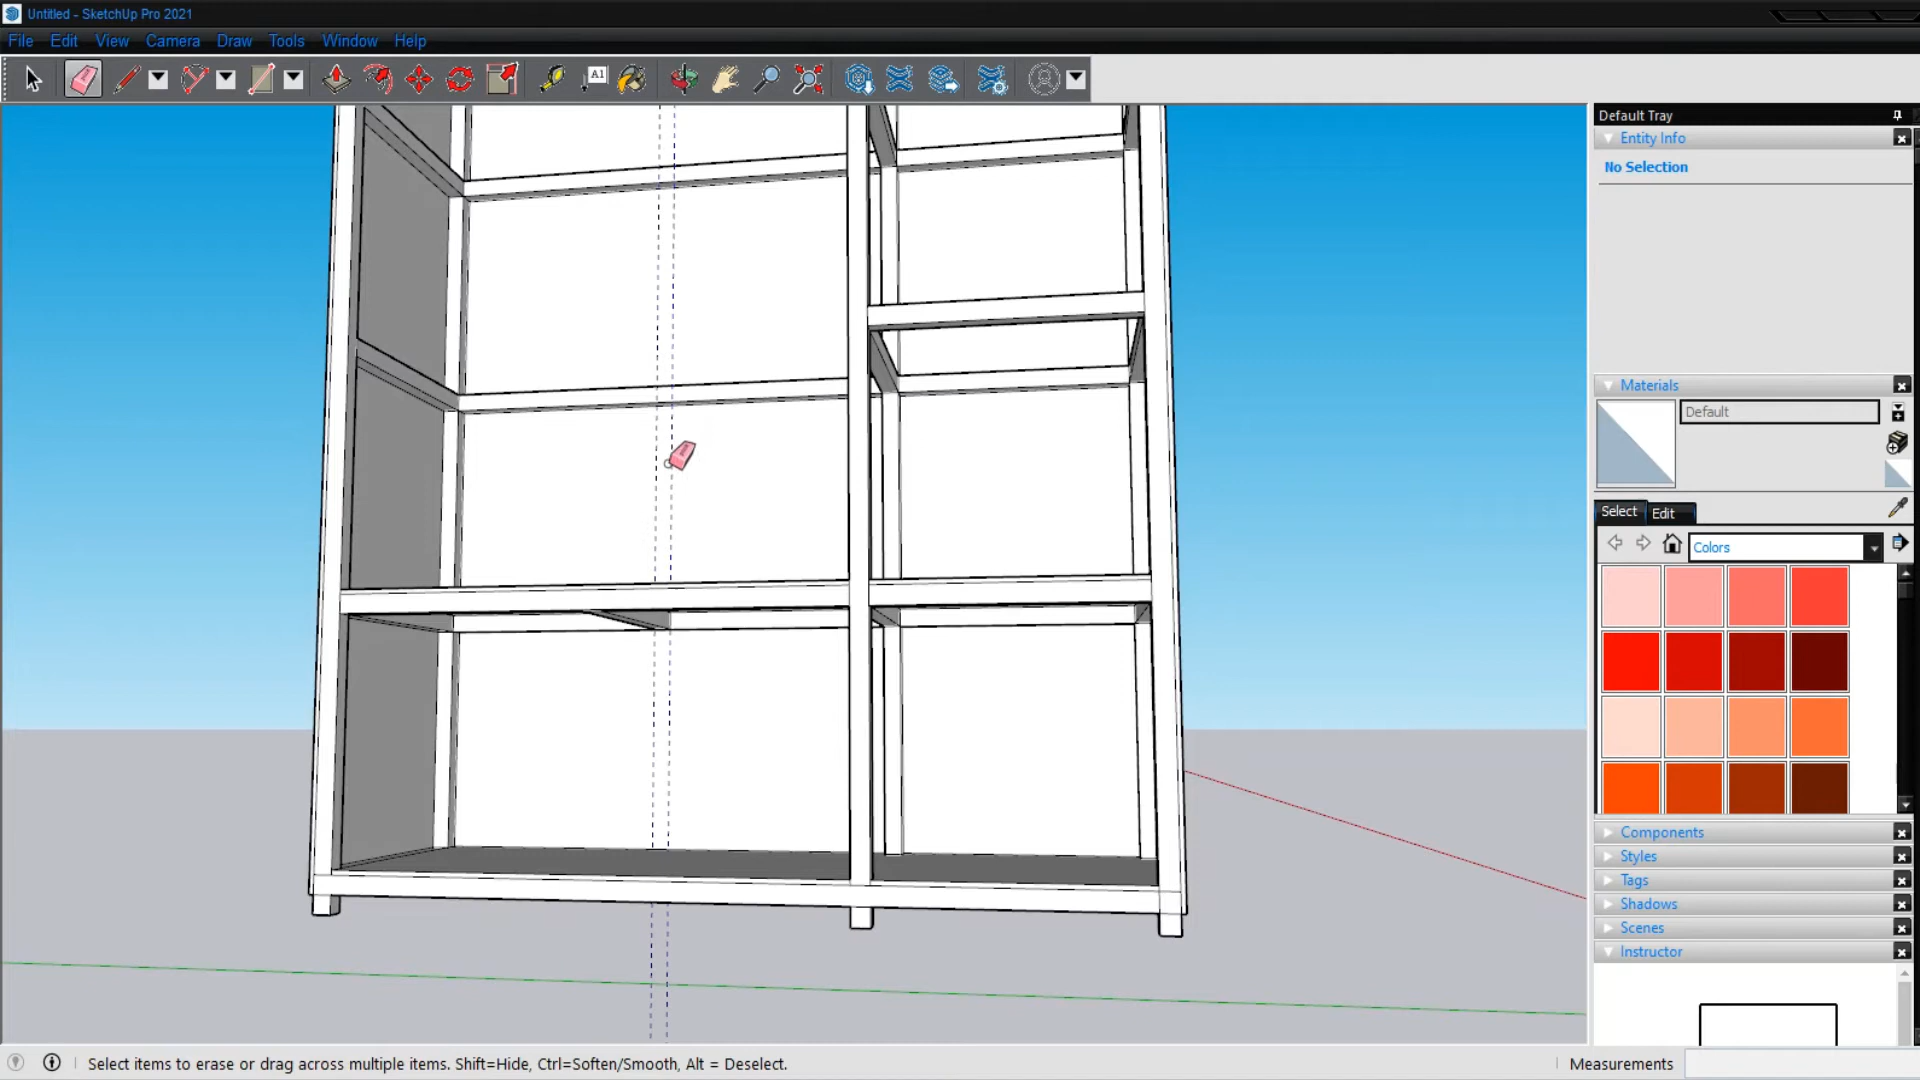 Untitled - SketchUp Pro 2021
File Edit View Camera Draw Tools Window Help
A1
Default Tray
Entity Info
No Selection
Materials
Default
Select Edit
Colors
Components
Styles
Tags
Shadows
Scenes
Instructor
Select items to erase or drag across multiple items. Shift=Hide, Ctrl=Soften/Smooth, Alt = Deselect.
Measurements